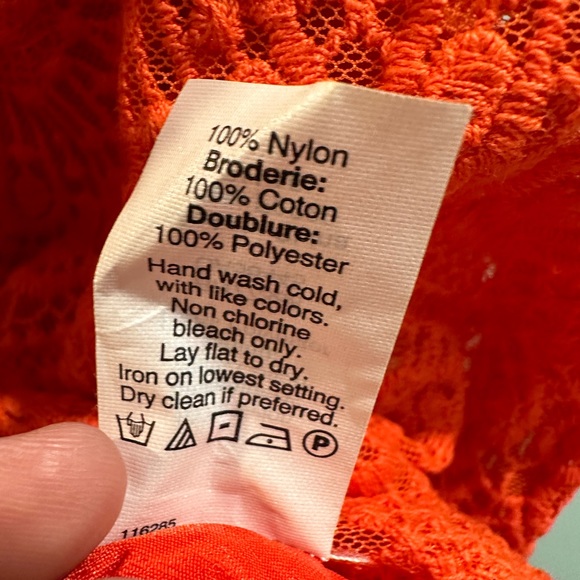 100% Nylon
Broderie:
100% Coton
Doublure:
100% Polyester
Hand wash cold,
with like colors.
Non chlorine
bleach only.
Lay flat to dry.
Iron on lowest setting.
Dry clean if preferred.
P
116285